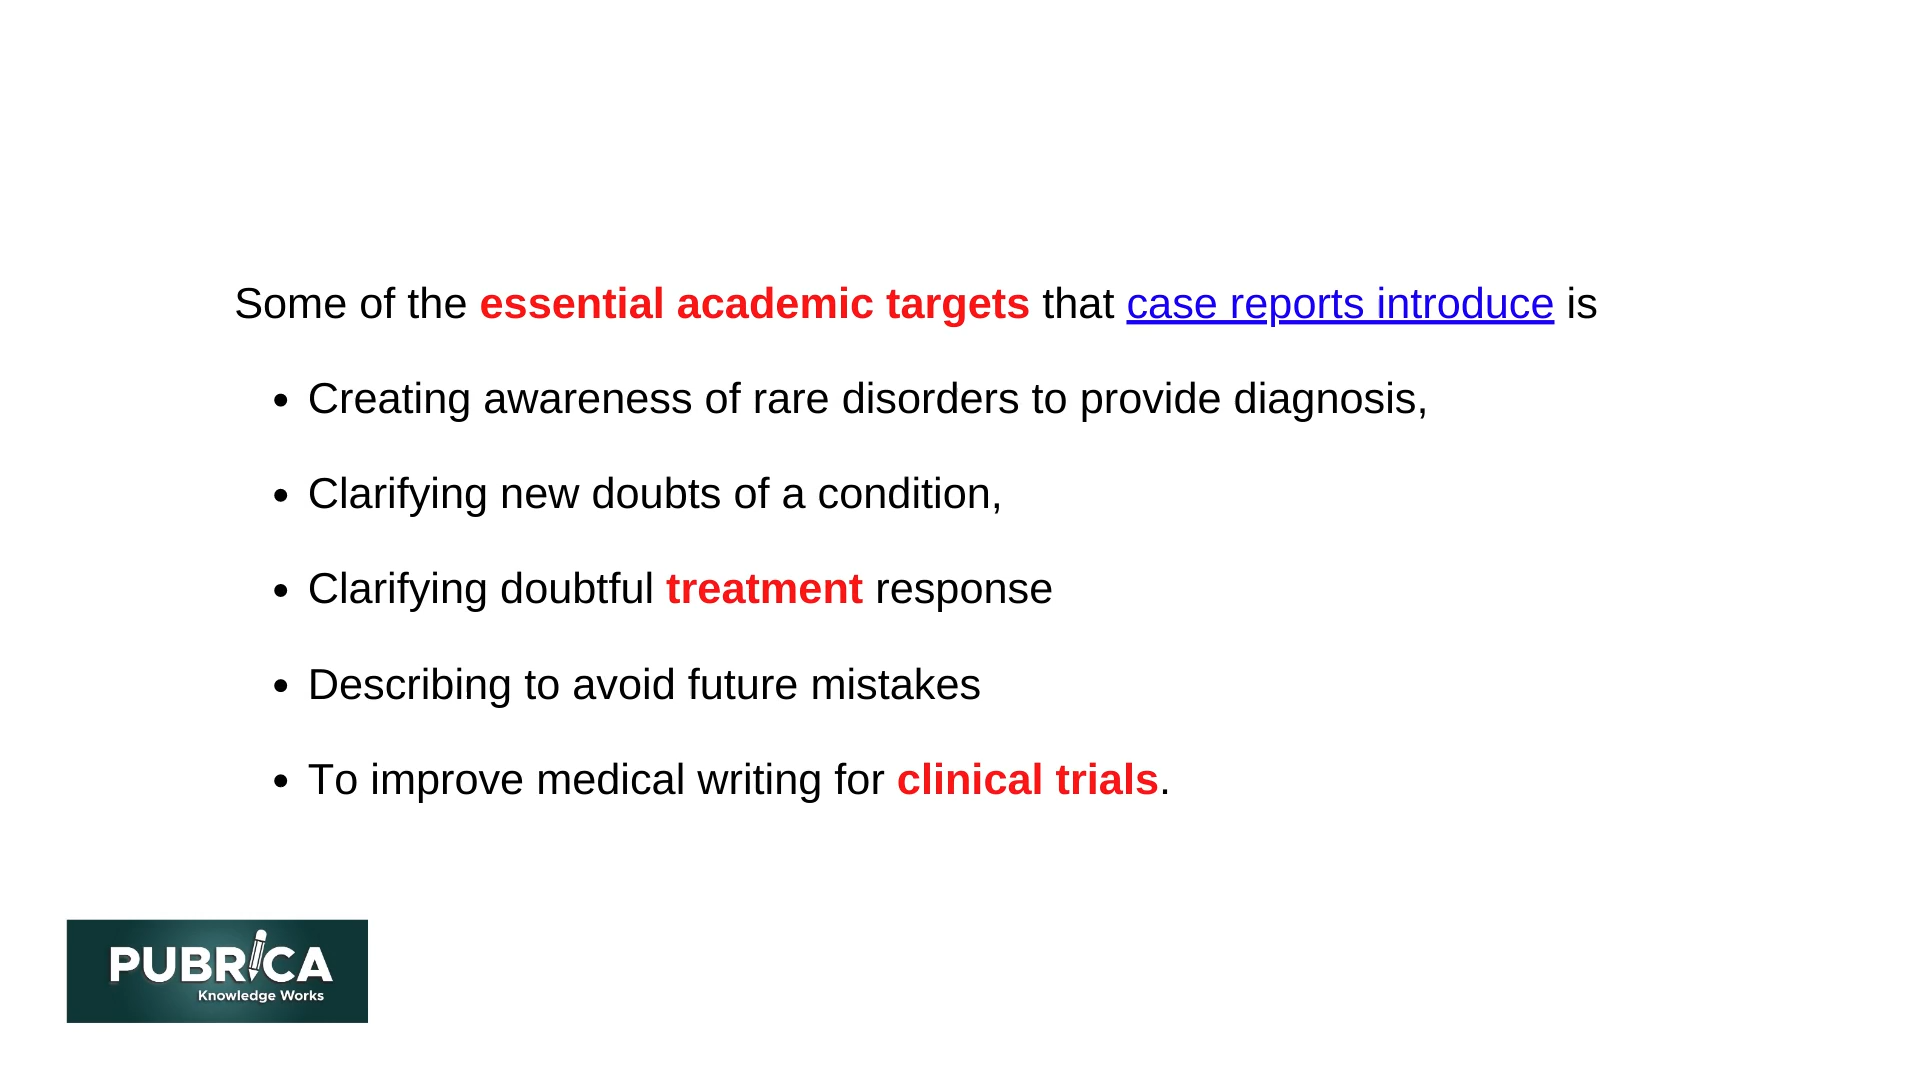 Some of the essential academic targets that case reports introduce is
• Creating awareness of rare disorders to provide diagnosis,
• Clarifying new doubts of a condition,
• Clarifying doubtful treatment response
• Describing to avoid future mistakes
• To improve medical writing for clinical trials.
PUBRICA
Knowledge Works